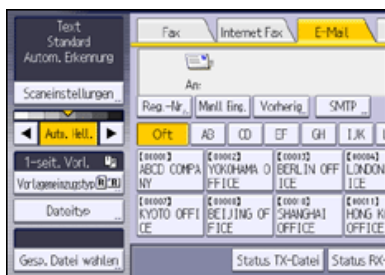 Text
Standard
Autom. Erkennung
Scaneinstellungen
Auto. Hell.
1-seit. Vorl.
Vorlageneinzugstyp
Dateityp
Gesp. Datei wählen
Fax
Internet Fax
E-Mail
An:
Reg.-Nr.
Manll Eing.
Vorherig.
SMTP
Oft
AB
CD
EF
GH
IJK
[00001]
ABCD COMPA
NY
[00002]
YOKOHAMA O
FFICE
[00003]
BERLIN OFF
ICE
[00004]
LONDON
ICE
[00007]
KYOTO OFFI
CE
[00008]
BEIJING OF
FICE
[00010]
SHANGHAI
OFFICE
[00011]
HONG K
OFFICE
Status TX-Datei
Status RX-